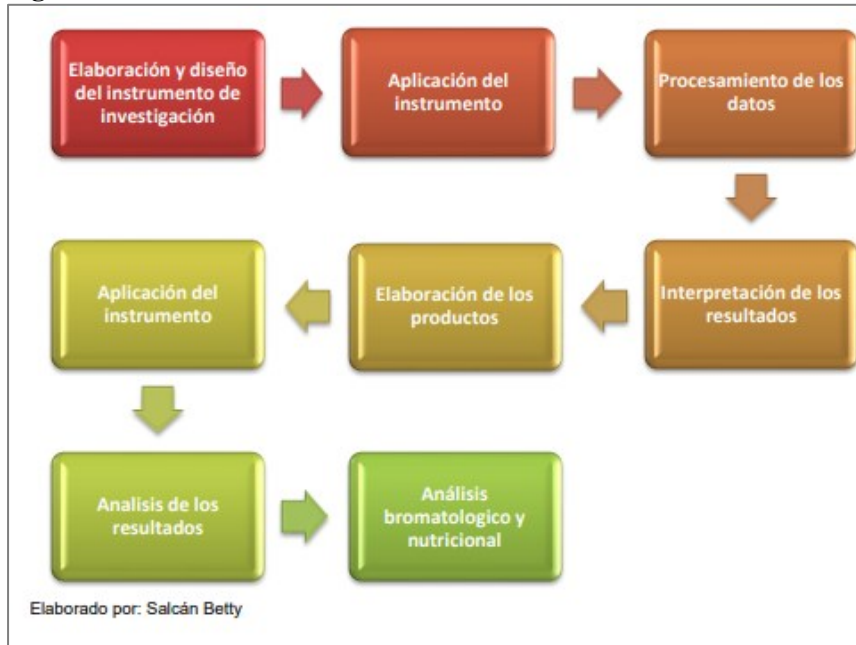 Elaboración y diseño
del instrumento de
investigación
Aplicación del
instrumento
Procesamiento de los
datos
Interpretación de los
resultados
Elaboración de los
productos
Aplicación del
instrumento
Analisis de los
resultados
Análisis
bromatologico y
nutricional
Elaborado por: Salcán Betty